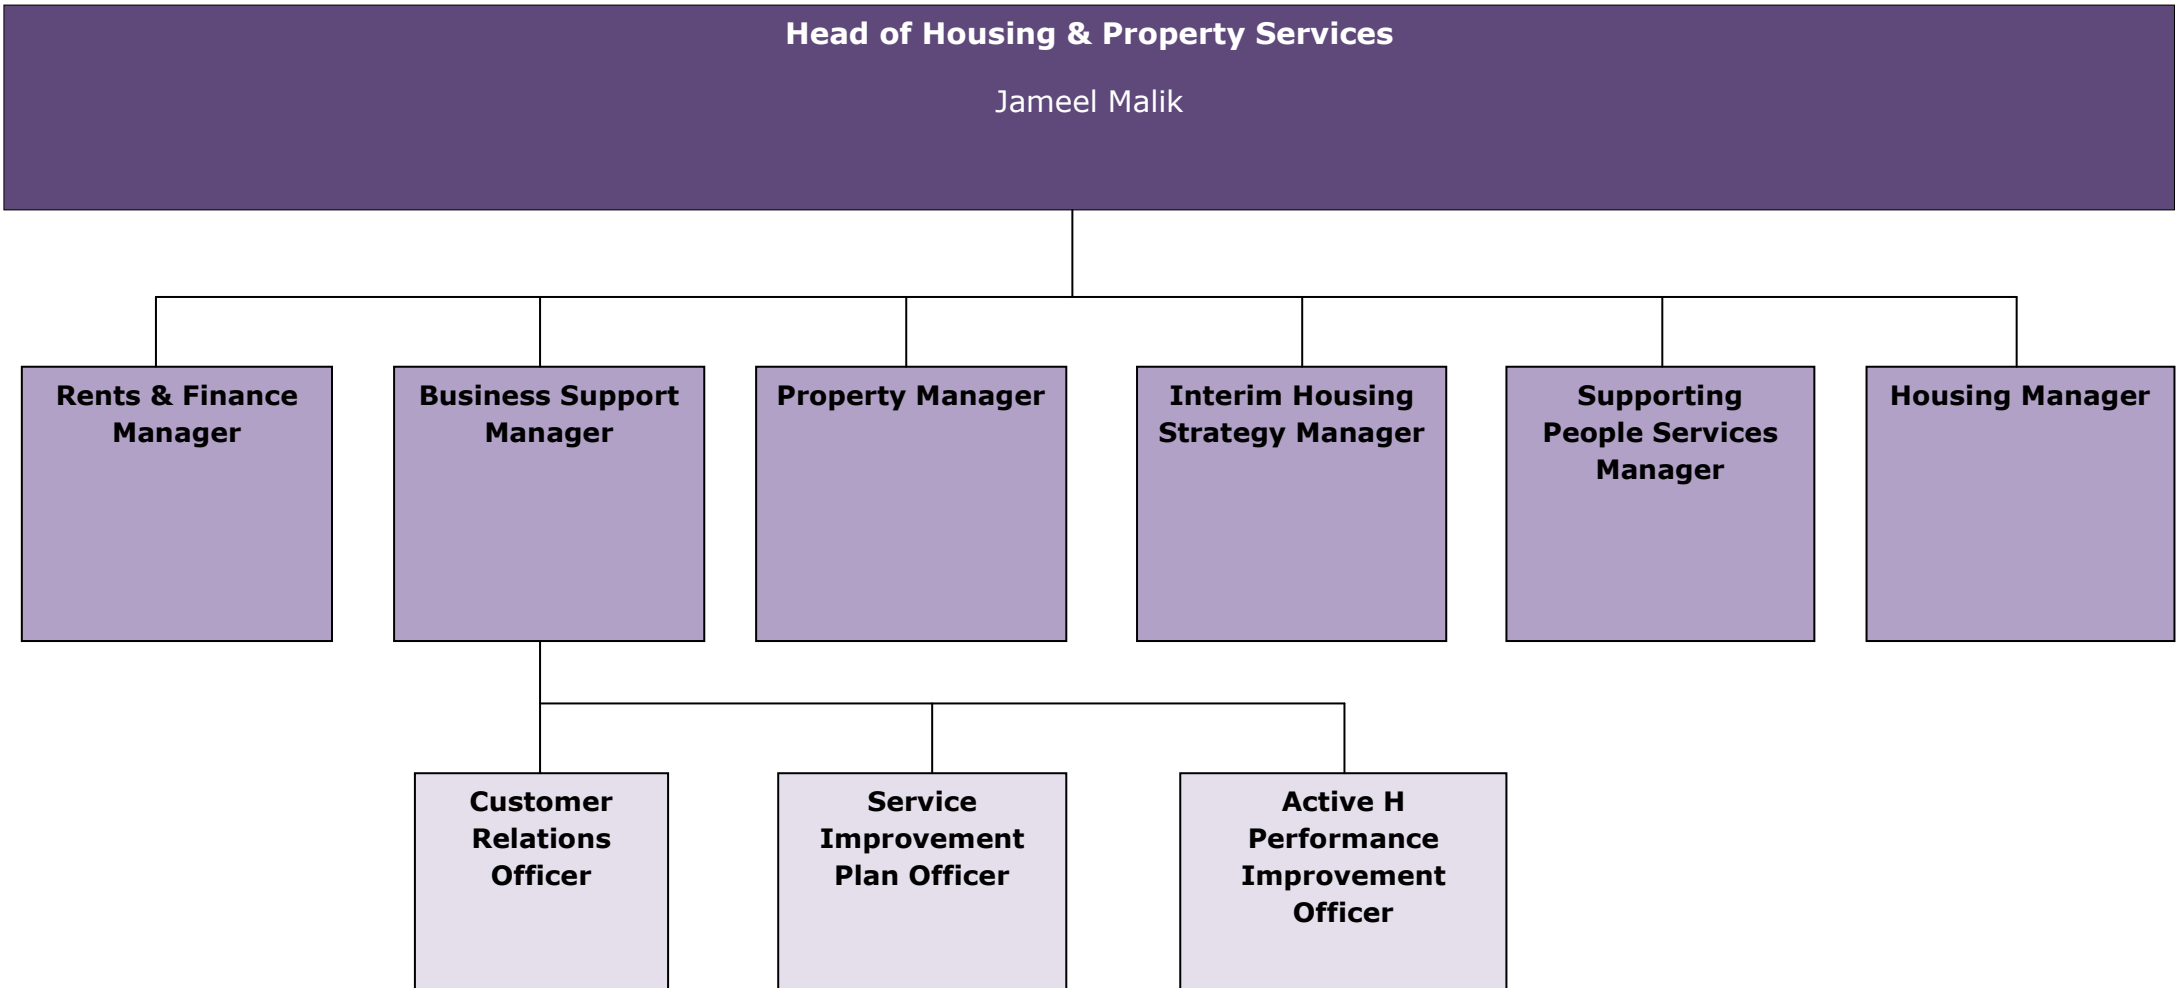 Head of Housing & Property Services
Jameel Malik
Rents & Finance
Manager
Business Support
Manager
Property Manager
Interim Housing
Strategy Manager
Supporting
People Services
Manager
Housing Manager
Customer
Relations
Officer
Service
Improvement
Plan Officer
Active H
Performance
Improvement
Officer